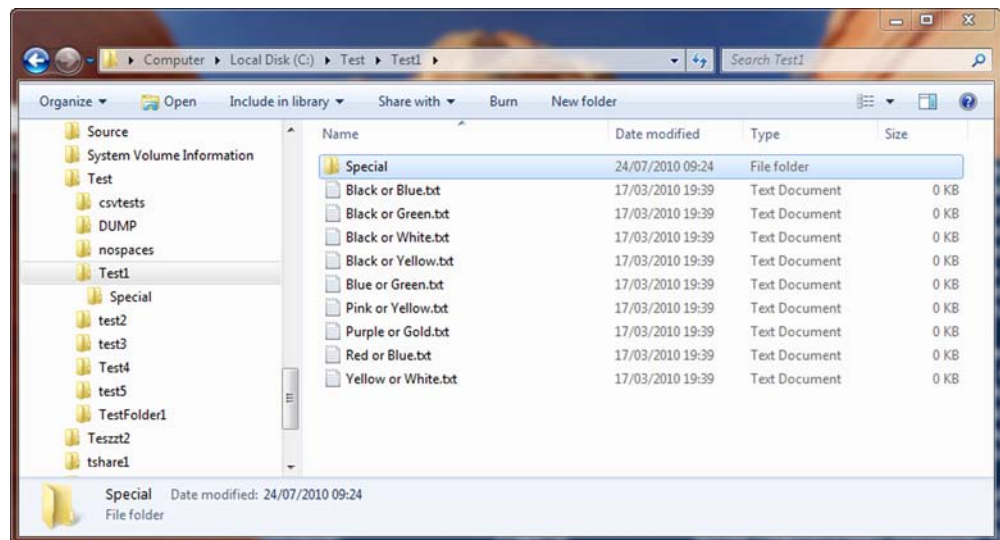 Computer Local Disk (C:) Test Test1 Search Test1
Organize Open Include in library Share with Burn New folder
Source
System Volume Information
Test
csvtests
DUMP
nospaces
Test1
Special
test2
test3
Test4
test5
TestFolder1
Teszzt2
tshare1
Name Date modified Type Size
Special 24/07/2010 09:24 File folder
Black or Blue.txt 17/03/2010 19:39 Text Document 0 KB
Black or Green.txt 17/03/2010 19:39 Text Document 0 KB
Black or White.txt 17/03/2010 19:39 Text Document 0 KB
Black or Yellow.txt 17/03/2010 19:39 Text Document 0 KB
Blue or Green.txt 17/03/2010 19:39 Text Document 0 KB
Pink or Yellow.txt 17/03/2010 19:39 Text Document 0 KB
Purple or Gold.txt 17/03/2010 19:39 Text Document 0 KB
Red or Blue.txt 17/03/2010 19:39 Text Document 0 KB
Yellow or White.txt 17/03/2010 19:39 Text Document 0 KB
Special Date modified: 24/07/2010 09:24
File folder